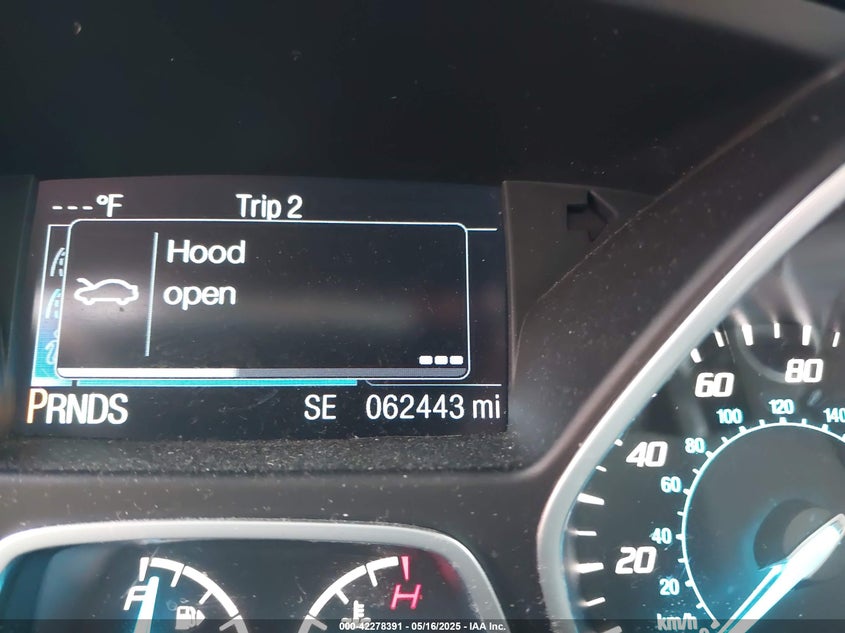 ---°F Trip 2
Hood
open
PRNDS SE 062443 mi
60 80
100 120 140
40 80
60
40
20
20
km/h
F H
000-42278391 - 05/16/2025 - IAA Inc.